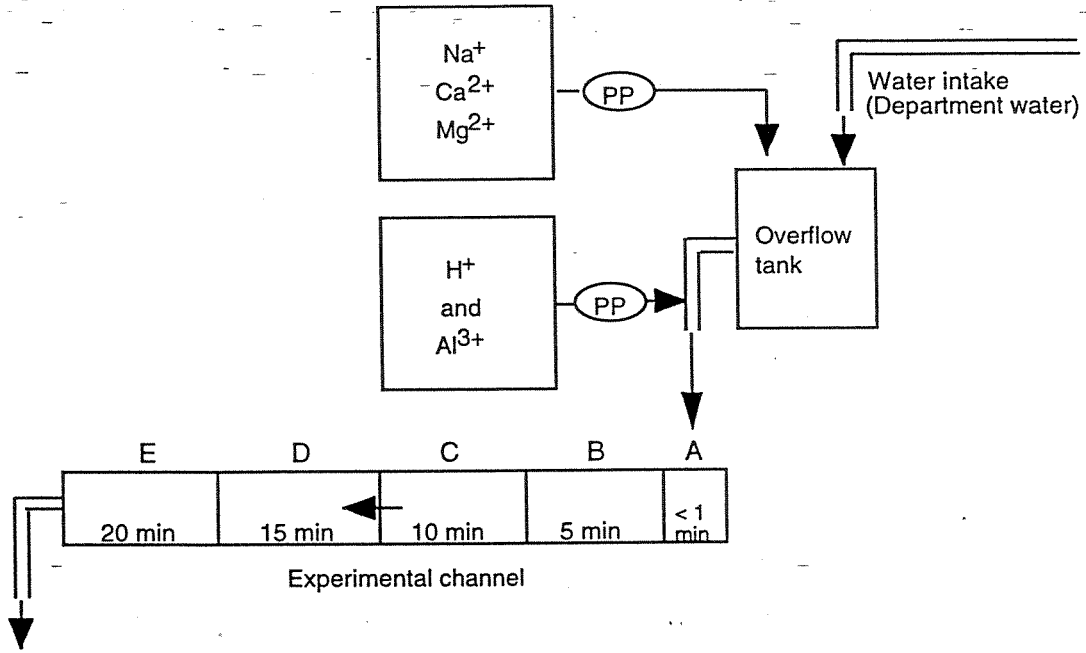 Na+
Ca2+
Mg2+
PP
Water intake
(Department water)
Overflow
tank
H+
and
Al3+
PP
E D C B A
20 min 15 min 10 min 5 min < 1
min
Experimental channel